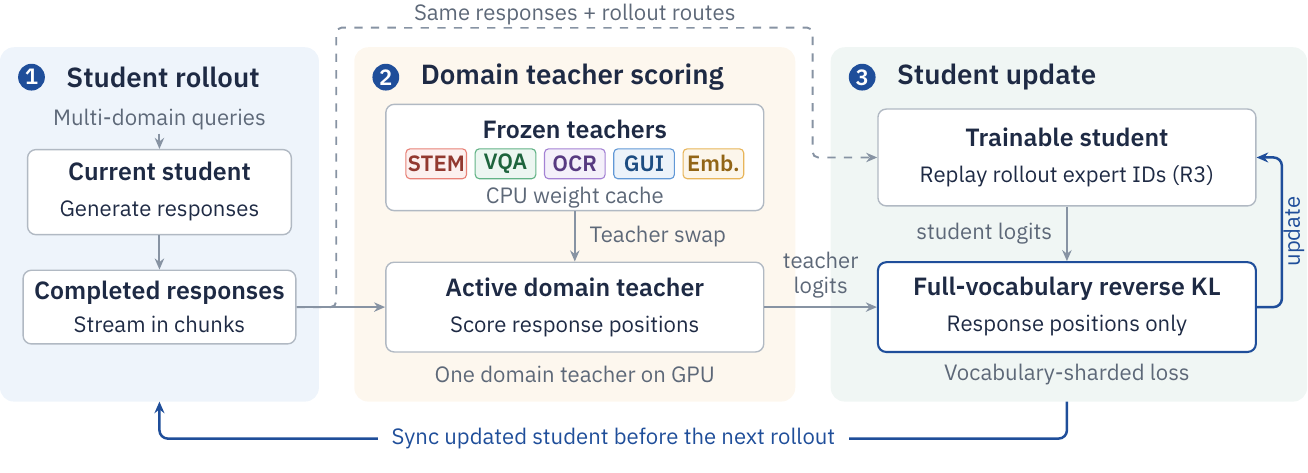 Same responses + rollout routes
1 Student rollout
Multi-domain queries
Current student
Generate responses
Completed responses
Stream in chunks
2 Domain teacher scoring
Frozen teachers
STEM VQA OCR GUI Emb.
CPU weight cache
Teacher swap
Active domain teacher
Score response positions
One domain teacher on GPU
teacher
logits
3 Student update
Trainable student
Replay rollout expert IDs (R3)
student logits
update
Full-vocabulary reverse KL
Response positions only
Vocabulary-sharded loss
Sync updated student before the next rollout